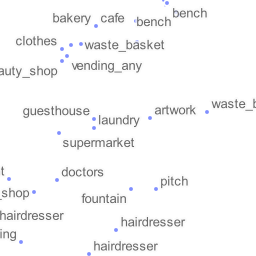 bench
bakery cafe
bench
clothes
waste_basket
auty_shop
vending_any
guesthouse
artwork
waste_b
laundry
supermarket
t
doctors
pitch
_shop
fountain
hairdresser
hairdresser
ing
hairdresser